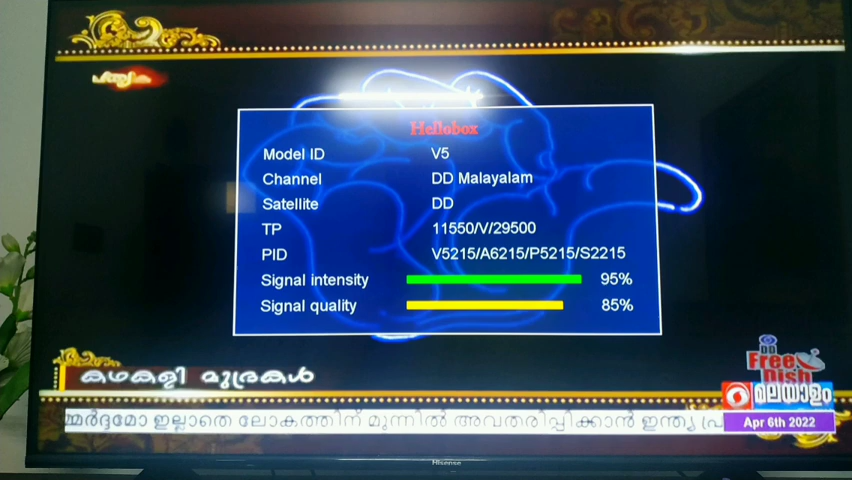 പത്രിക
Hellobox
Model ID V5
Channel DD Malayalam
Satellite DD
TP 11550/V/29500
PID V5215/A6215/P5215/S2215
Signal intensity 95%
Signal quality 85%
DD
Free
Dish
കഥകളി മുദ്രകൾ
മലയാളം
മ്മർദ്ദമോ ഇല്ലാതെ ലോകത്തിന് മുന്നിൽ അവതരിപ്പിക്കാൻ ഇന്ത്യ പ്ര
Apr 6th 2022
Hisense